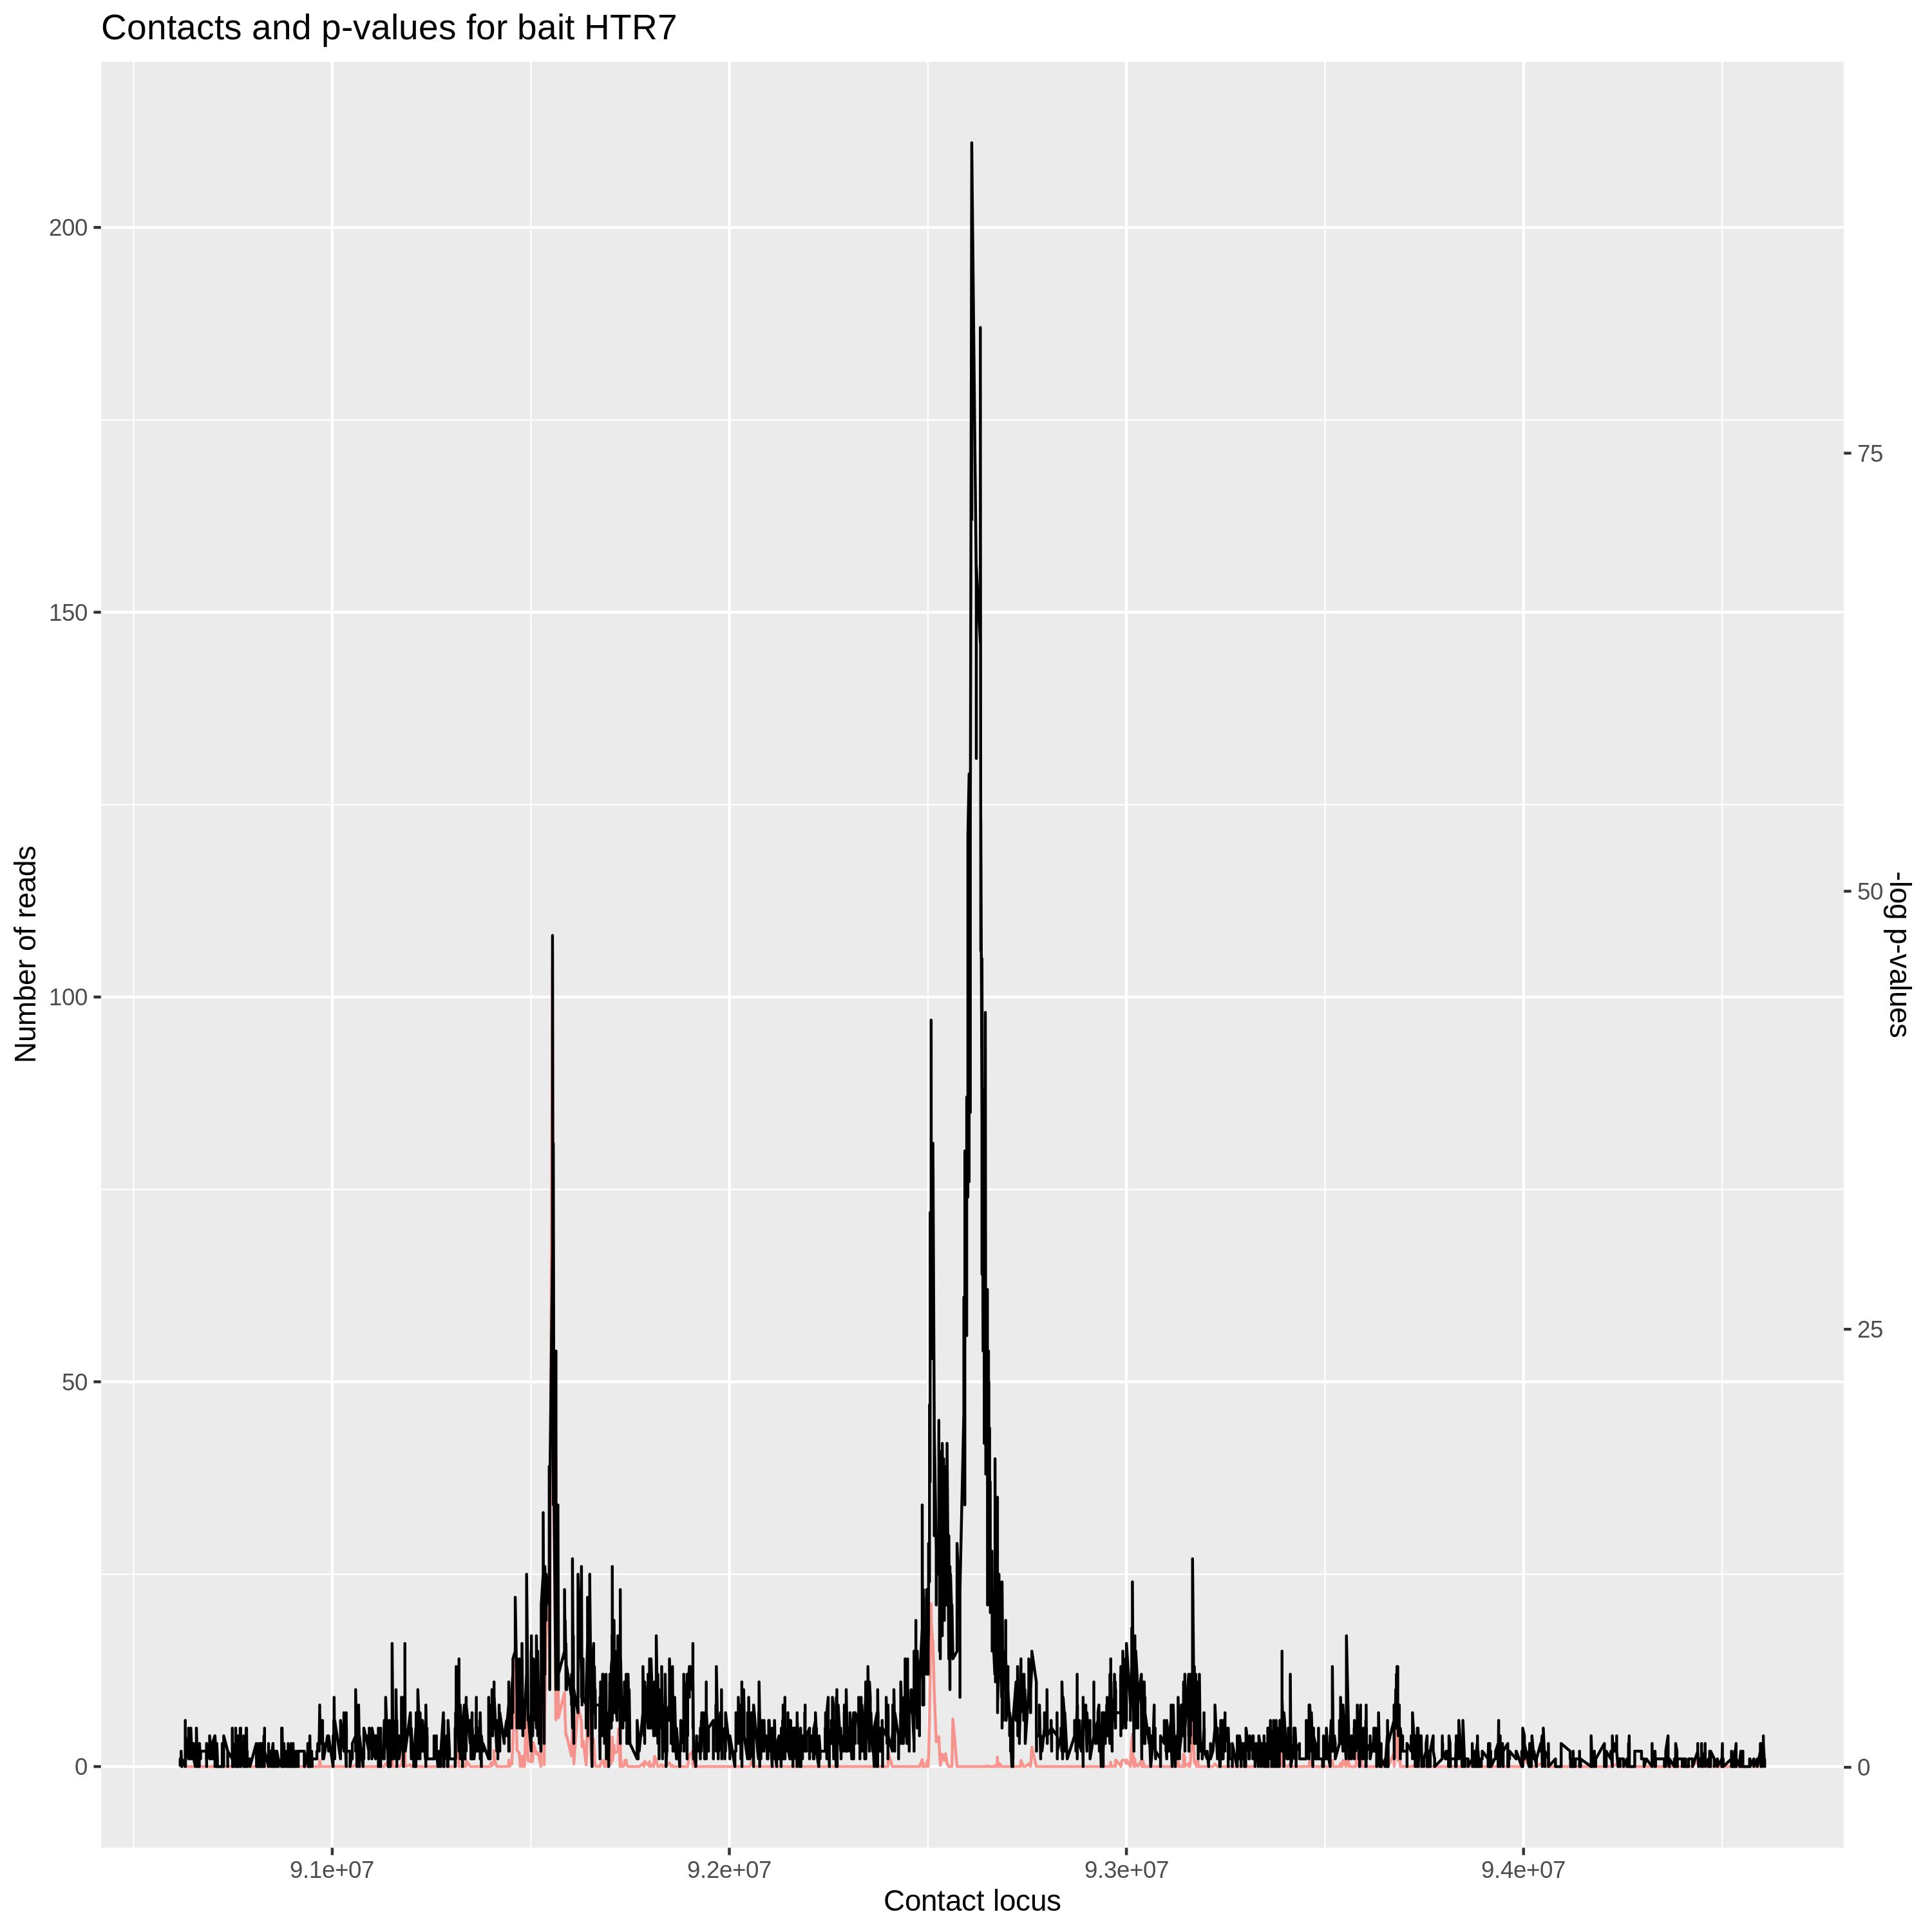 Contacts and p-values for bait HTR7
200
150
100
50
0
Number of reads
75
50
25
0
-log p-values
9.1e+07
9.2e+07
9.3e+07
9.4e+07
Contact locus